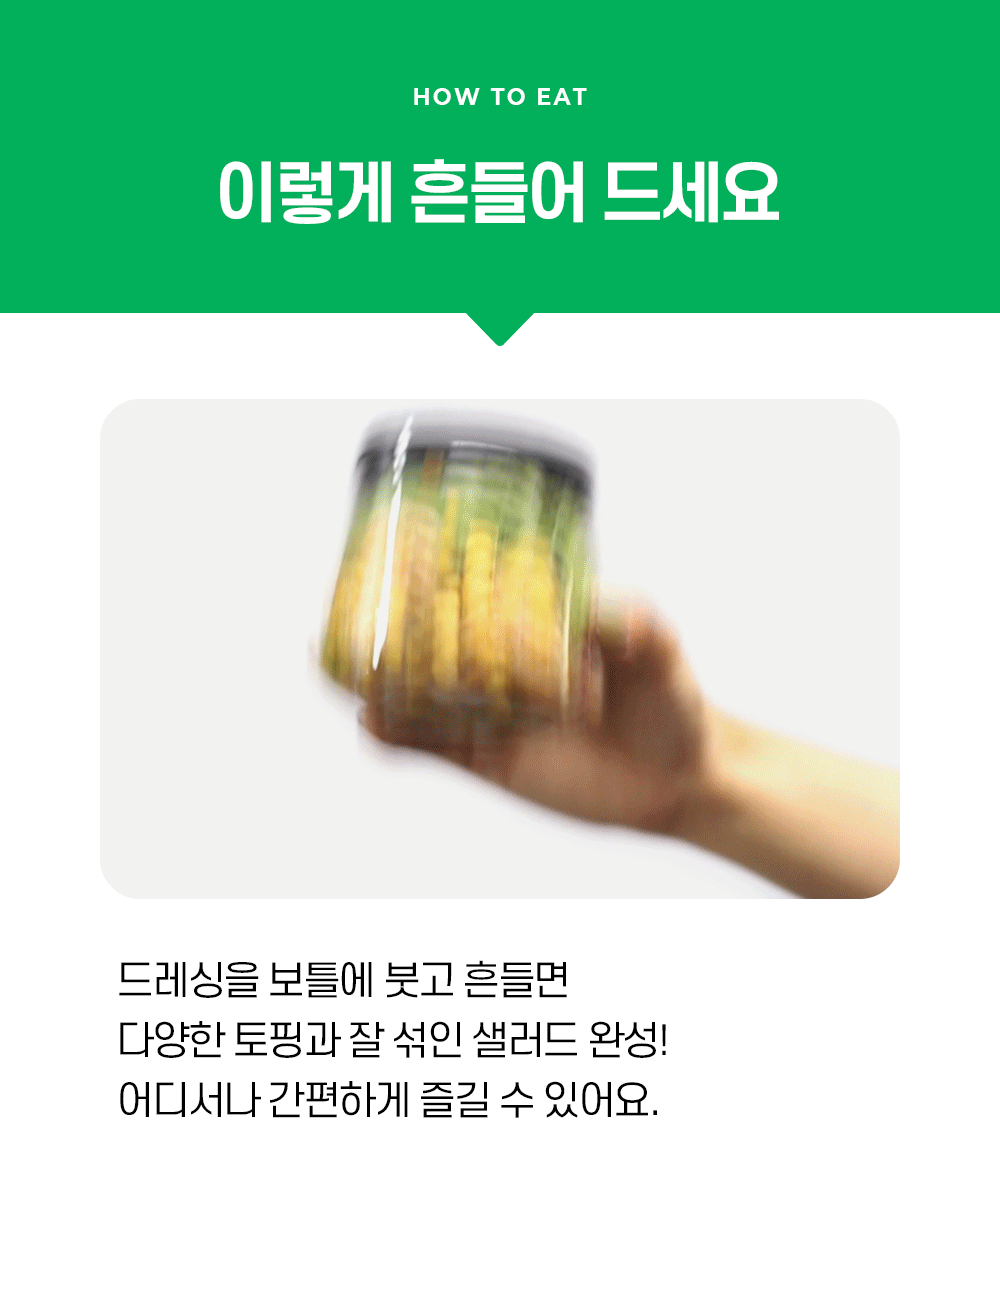 HOW TO EAT
이렇게 흔들어 드세요
드레싱을 보틀에 붓고 흔들면
다양한 토핑과 잘 섞인 샐러드 완성!
어디서나 간편하게 즐길 수 있어요.